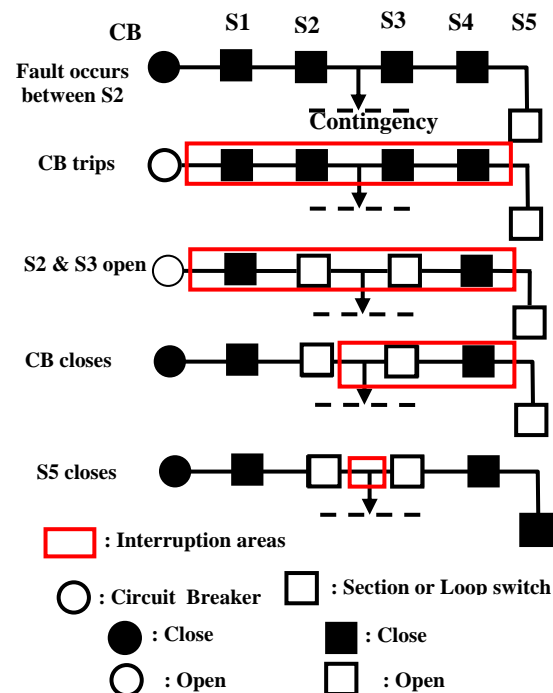 CB S1 S2 S3 S4 S5
Fault occurs
between S2
Contingency
CB trips
S2 & S3 open
CB closes
S5 closes
: Interruption areas
: Circuit Breaker
: Section or Loop switch
: Close
: Close
: Open
: Open